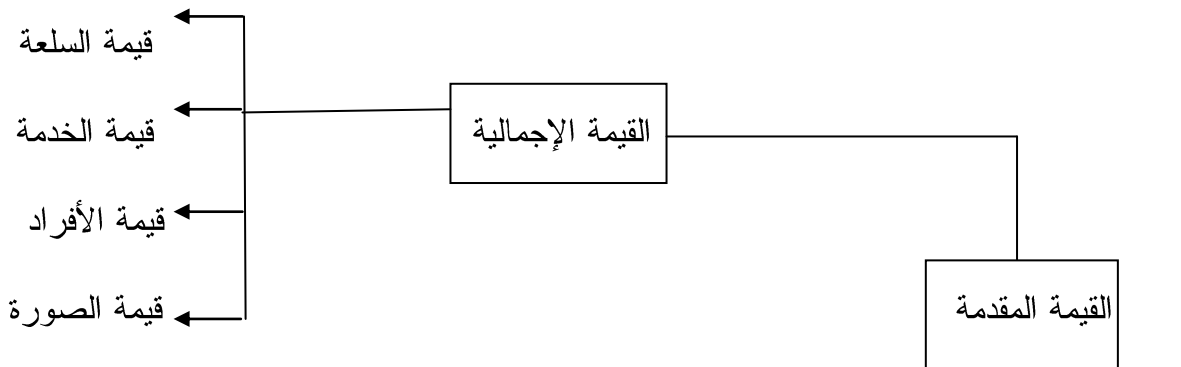 قيمة السلعة
القيمة الإجمالية
قيمة الخدمة
قيمة الأفراد
القيمة المقدمة
قيمة الصورة